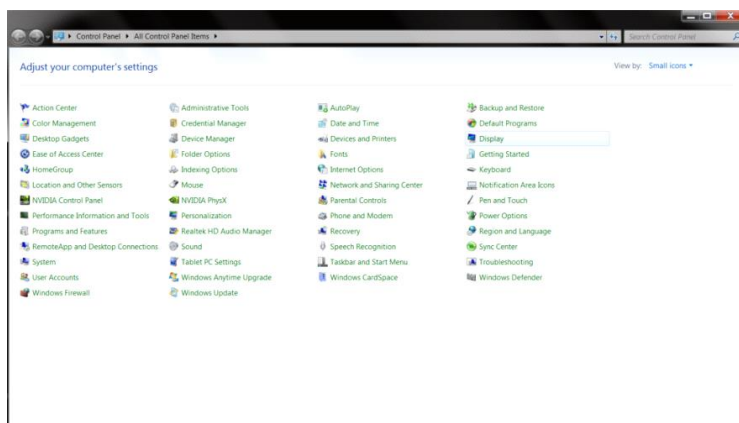 Control Panel All Control Panel Items Search Control Panel
Adjust your computer's settings View by: Small icons
Action Center Administrative Tools AutoPlay Backup and Restore
Color Management Credential Manager Date and Time Default Programs
Desktop Gadgets Device Manager Devices and Printers Display
Ease of Access Center Folder Options Fonts Getting Started
HomeGroup Indexing Options Internet Options Keyboard
Location and Other Sensors Mouse Network and Sharing Center Notification Area Icons
NVIDIA Control Panel NVIDIA PhysX Parental Controls Pen and Touch
Performance Information and Tools Personalization Phone and Modem Power Options
Programs and Features Realtek HD Audio Manager Recovery Region and Language
RemoteApp and Desktop Connections Sound Speech Recognition Sync Center
System Tablet PC Settings Taskbar and Start Menu Troubleshooting
User Accounts Windows Anytime Upgrade Windows CardSpace Windows Defender
Windows Firewall Windows Update